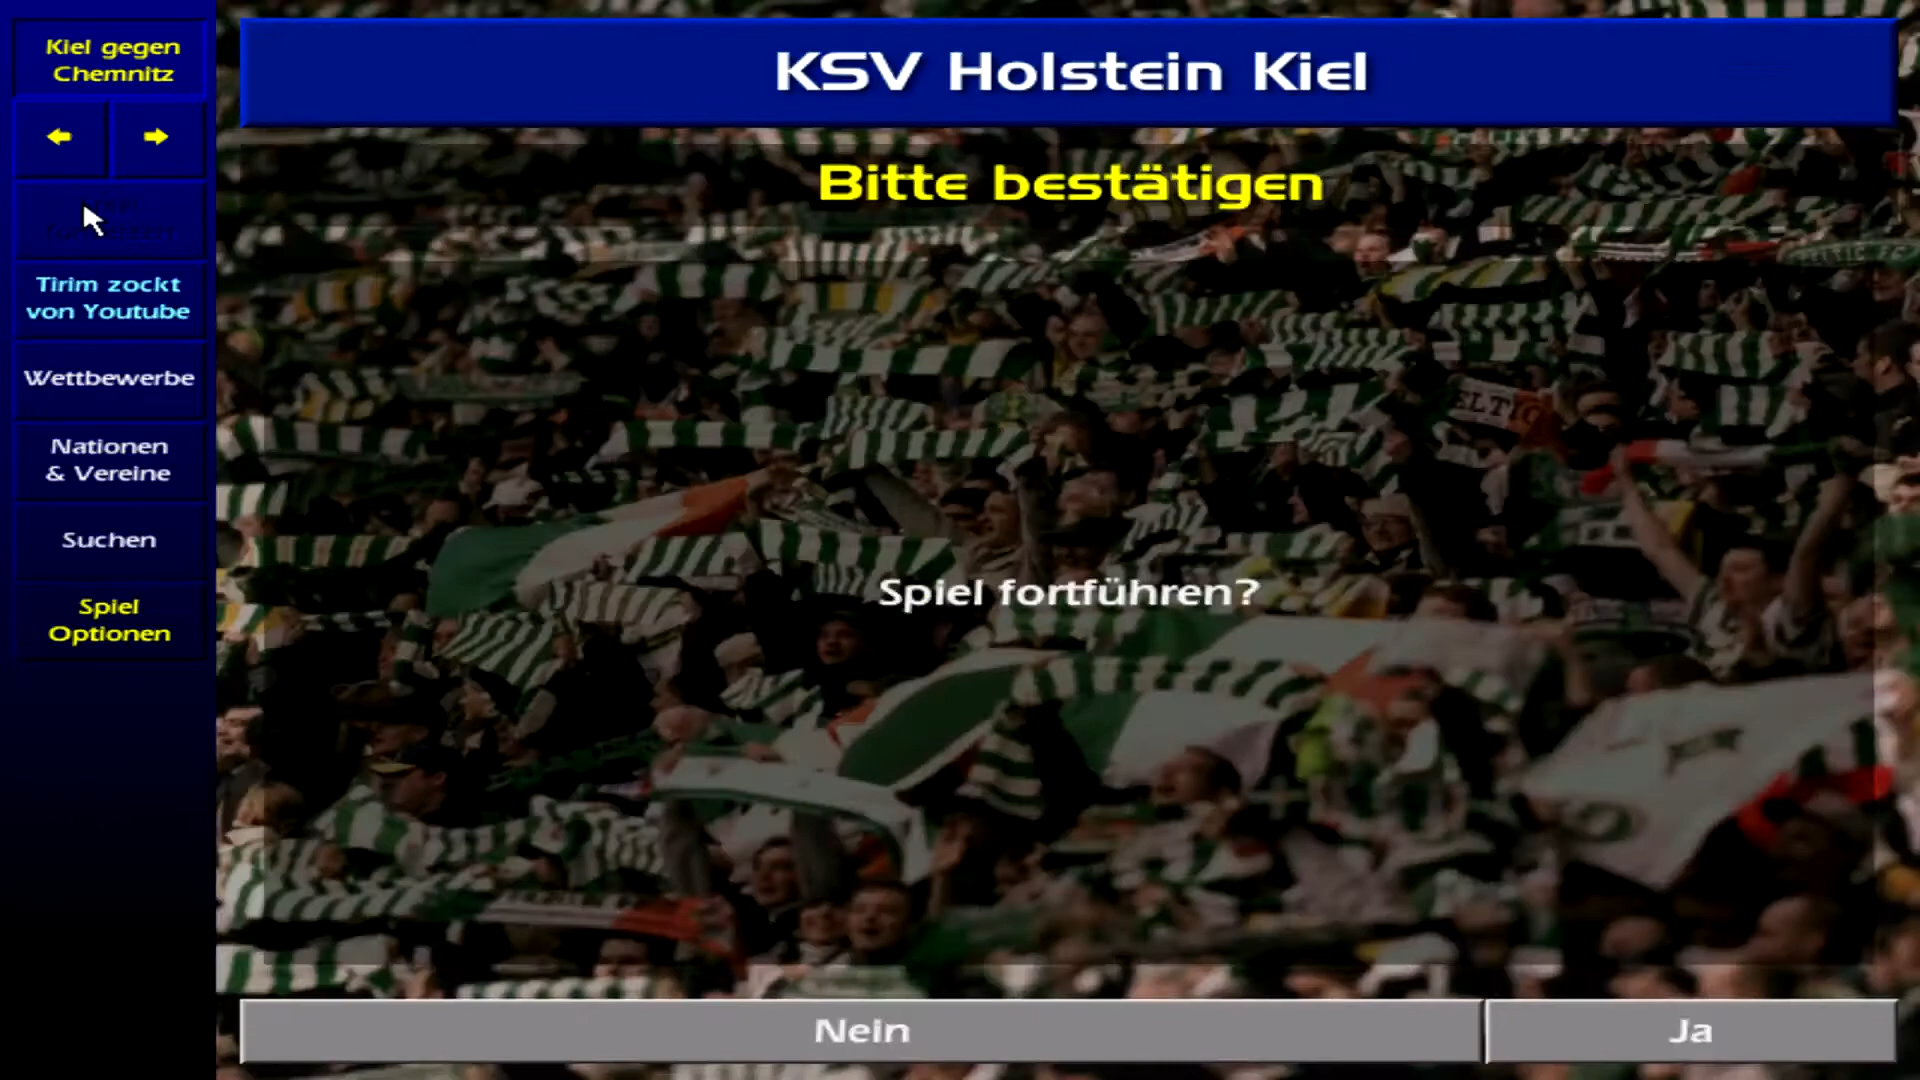 Kiel gegen
Chemnitz
KSV Holstein Kiel
Bitte bestätigen
Tirim zockt
von Youtube
Wettbewerbe
Nationen
& Vereine
Suchen
Spiel
Optionen
Spiel fortführen?
Nein
Ja